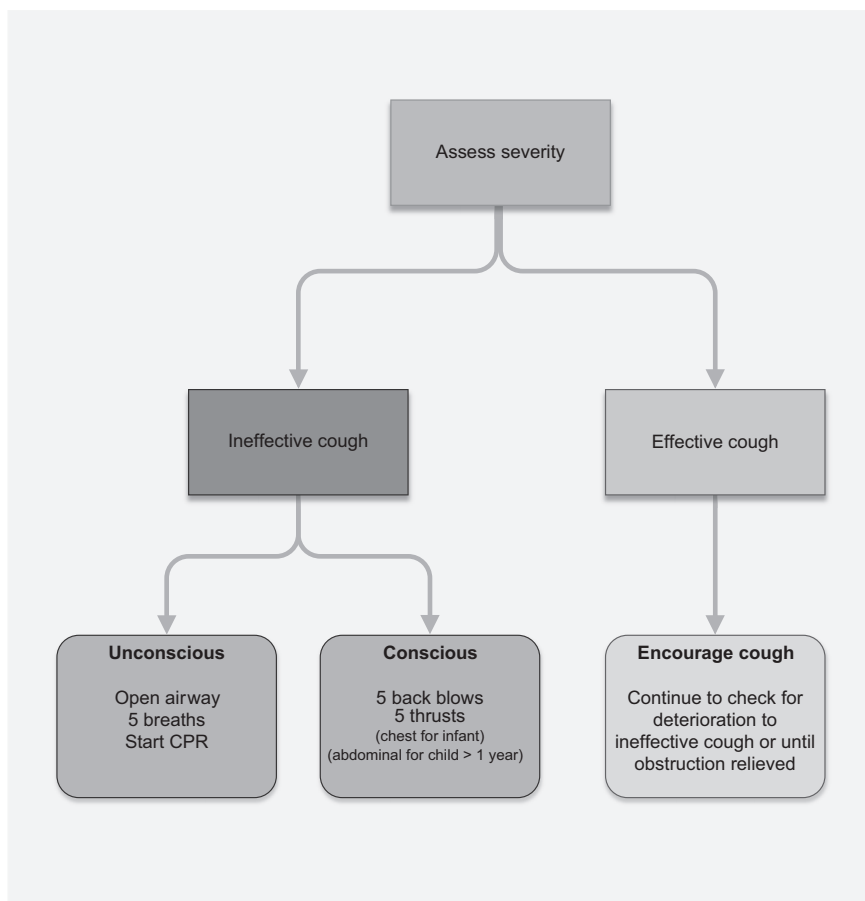 Assess severity
Ineffective cough
Effective cough
Unconscious
Open airway
5 breaths
Start CPR
Conscious
5 back blows
5 thrusts
(chest for infant)
(abdominal for child > 1 year)
Encourage cough
Continue to check for
deterioration to
ineffective cough or until
obstruction relieved